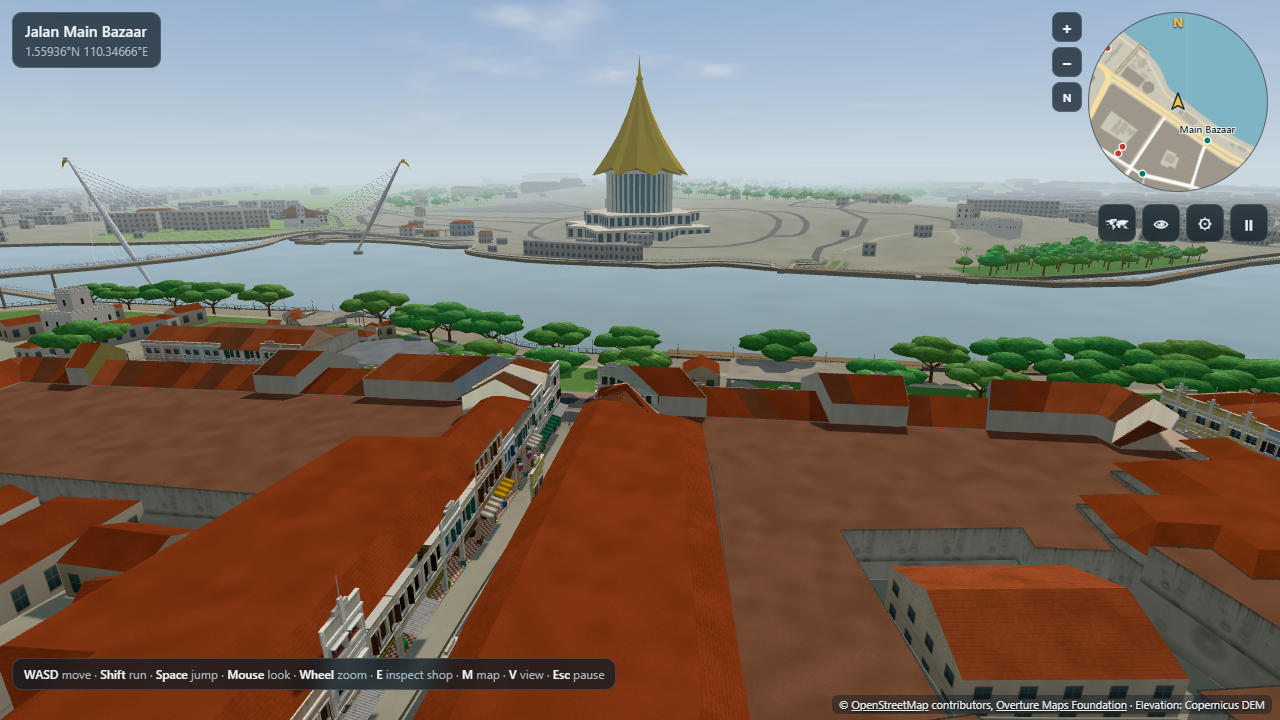 Jalan Main Bazaar
1.55936°N 110.34666°E
+
−
N
N
Main Bazaar
WASD move · Shift run · Space jump · Mouse look · Wheel zoom · E inspect shop · M map · V view · Esc pause
© OpenStreetMap contributors, Overture Maps Foundation · Elevation: Copernicus DEM